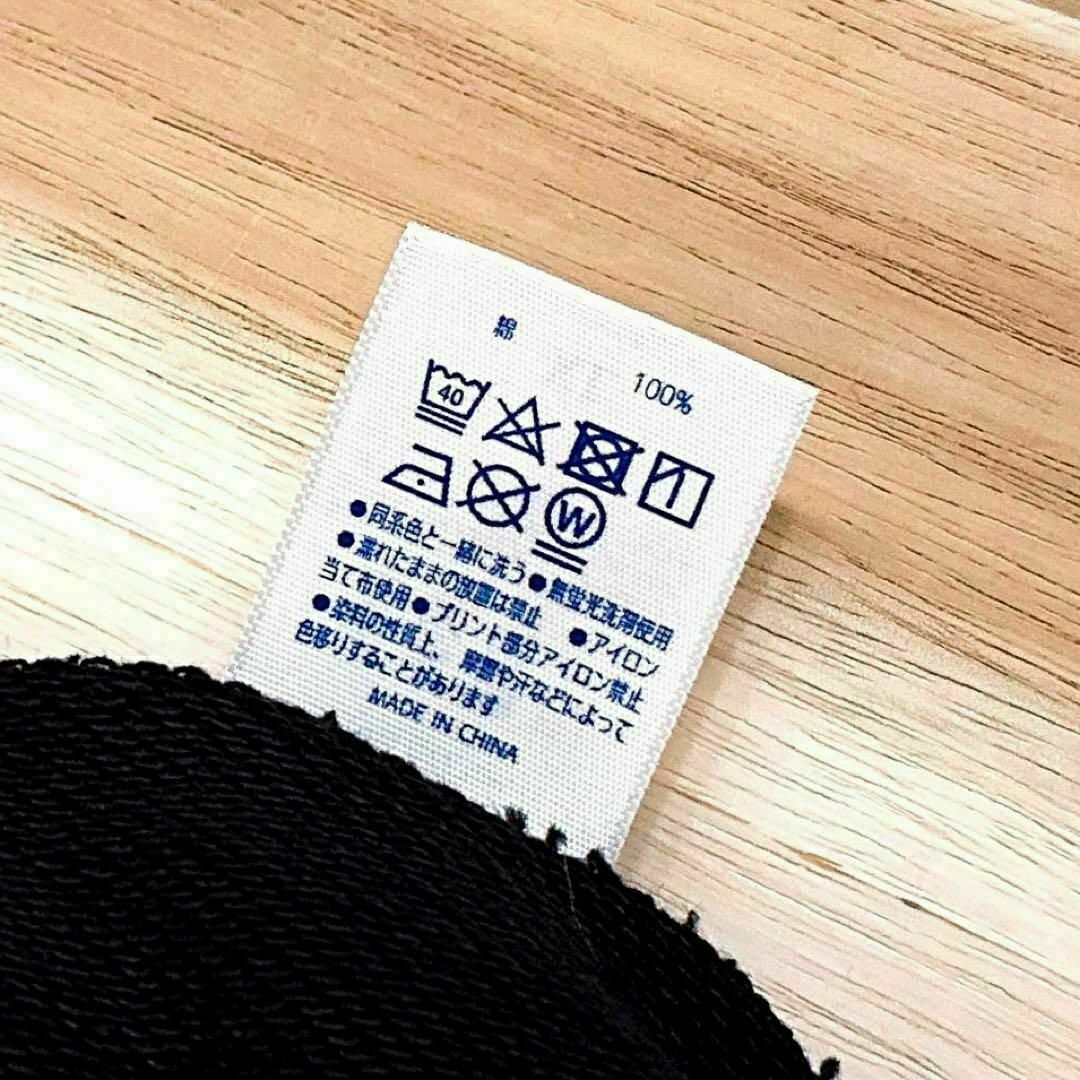 綿 100%
40
W
●同系色と一緒に洗う●無蛍光洗剤使用
●濡れたままの放置は禁止 ●アイロン
当て布使用●プリント部分アイロン禁止
●染料の性質上、摩擦や汗などによって
色移りすることがあります
MADE IN CHINA